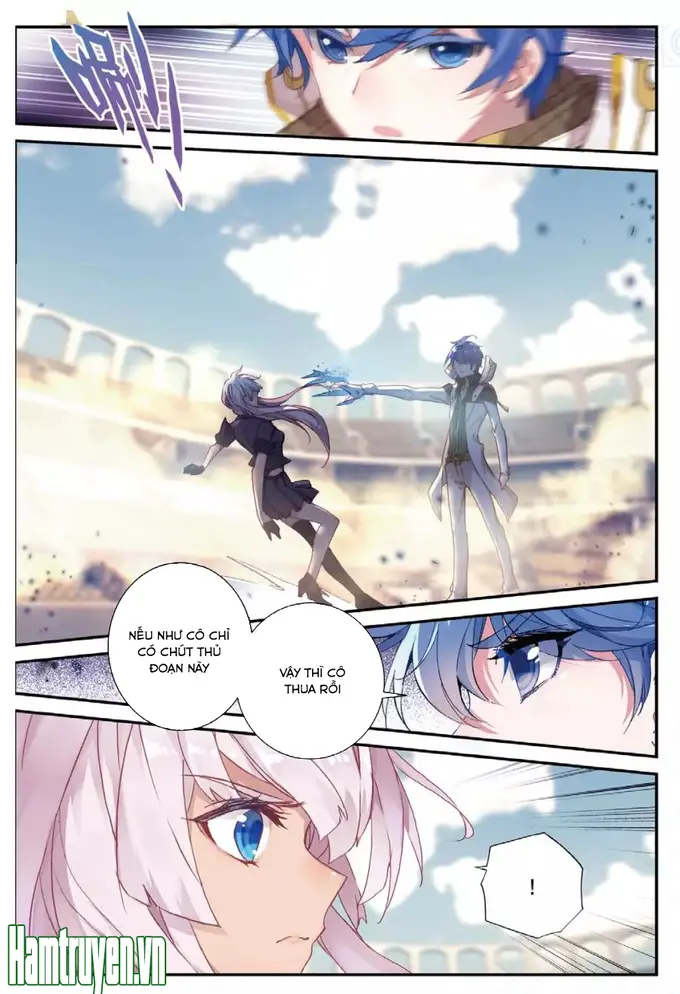 NẾU NHƯ CÔ CHỈ
CÓ CHÚT THỦ
ĐOẠN NÀY
VẬY THÌ CÔ
THUA RỒI
!
Hamtruyen.vn